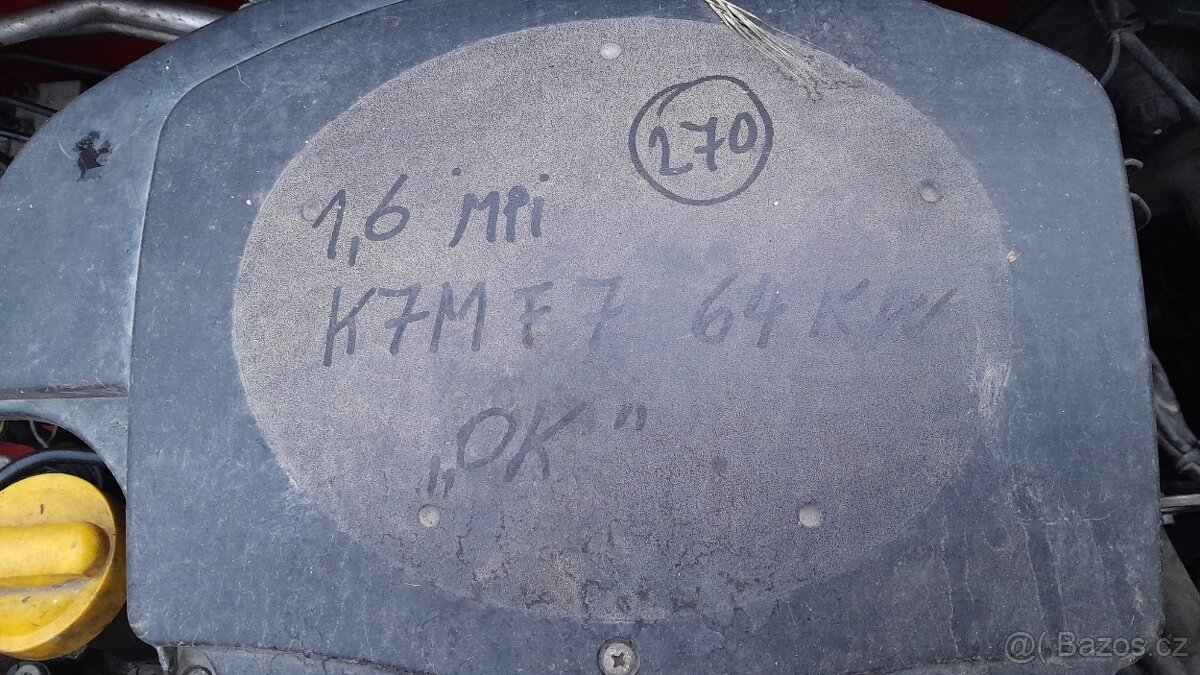 270
1,6 MPi
K7M F7 64 KW
„OK"
@( Bazos.cz